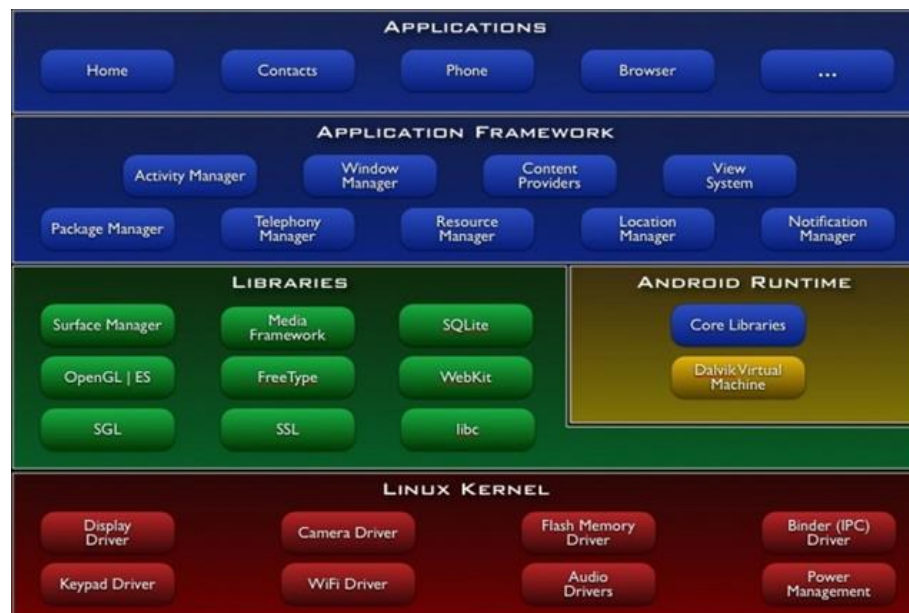 APPLICATIONS
Home
Contacts
Phone
Browser
...
APPLICATION FRAMEWORK
Activity Manager
Window
Manager
Content
Providers
View
System
Package Manager
Telephony
Manager
Resource
Manager
Location
Manager
Notification
Manager
LIBRARIES
Surface Manager
Media
Framework
SQLite
OpenGL | ES
FreeType
WebKit
SGL
SSL
libc
ANDROID RUNTIME
Core Libraries
Dalvik Virtual
Machine
LINUX KERNEL
Display
Driver
Camera Driver
Flash Memory
Driver
Binder (IPC)
Driver
Keypad Driver
WiFi Driver
Audio
Drivers
Power
Management